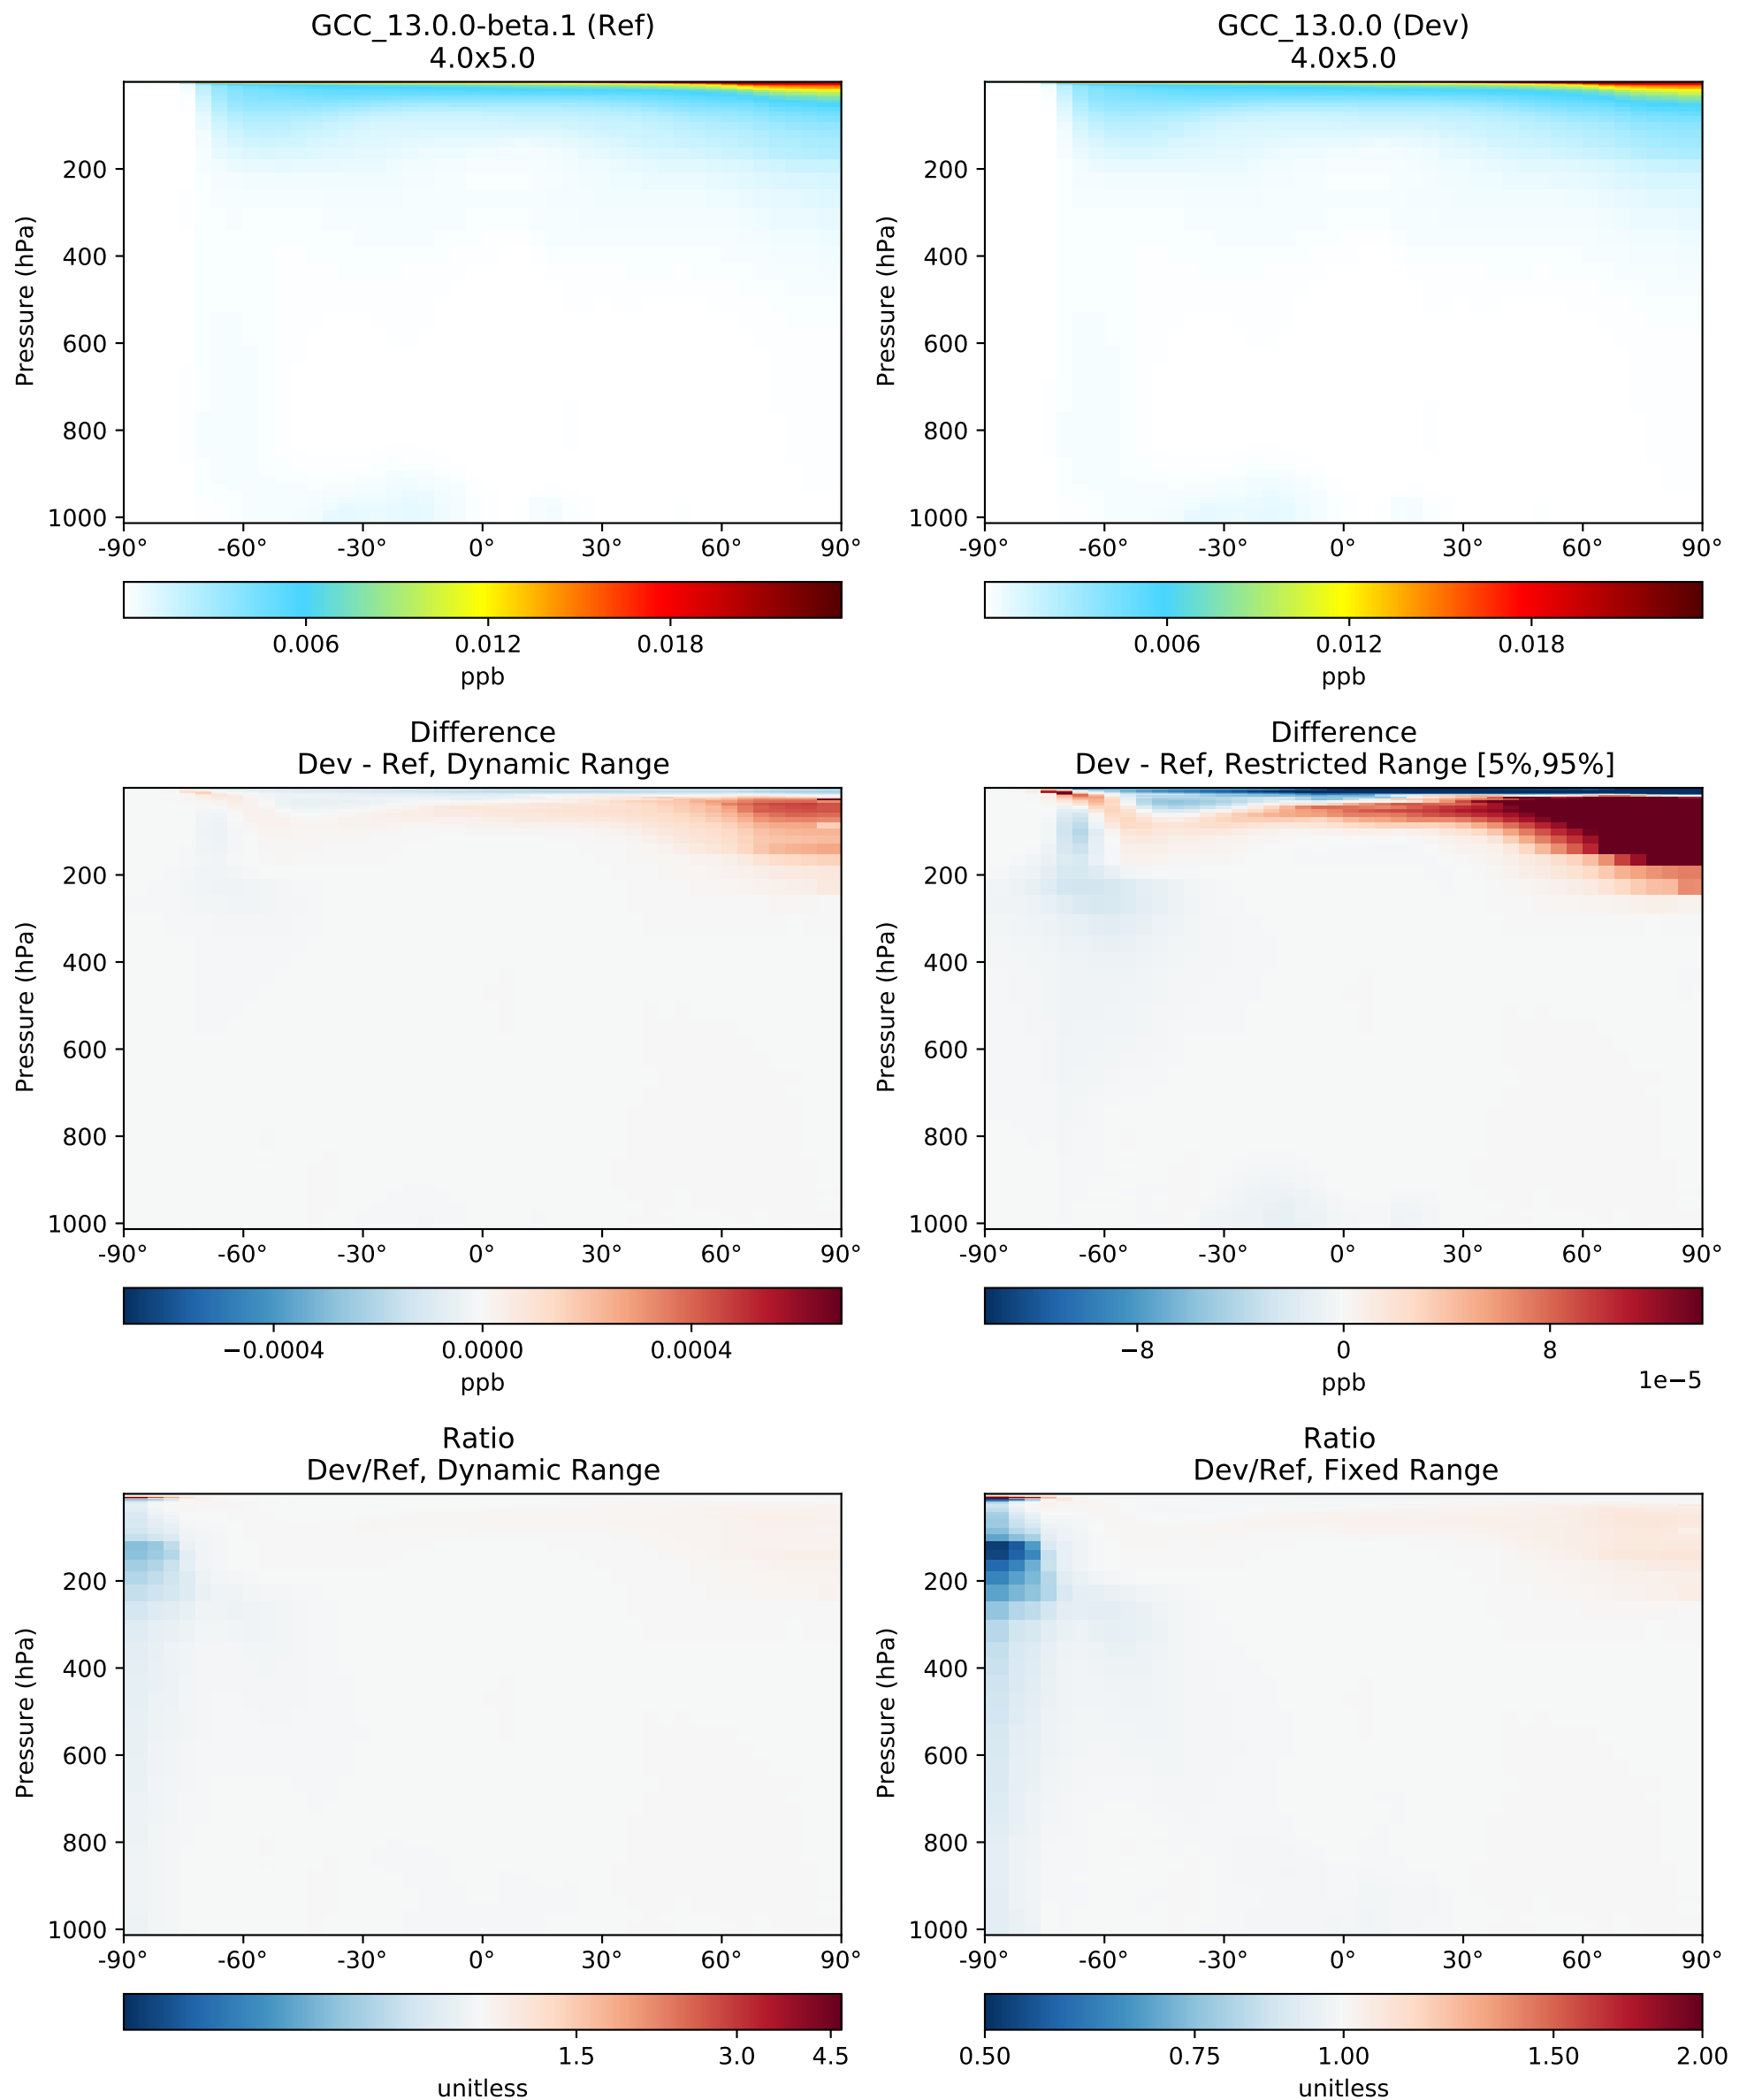 GCC_13.0.0-beta.1 (Ref)
4.0x5.0
Pressure (hPa)
200
400
600
800
1000
-90° -60° -30° 0° 30° 60° 90°
0.006 0.012 0.018
ppb
GCC_13.0.0 (Dev)
4.0x5.0
Pressure (hPa)
200
400
600
800
1000
-90° -60° -30° 0° 30° 60° 90°
0.006 0.012 0.018
ppb
Difference
Dev - Ref, Dynamic Range
Pressure (hPa)
200
400
600
800
1000
-90° -60° -30° 0° 30° 60° 90°
−0.0004 0.0000 0.0004
ppb
Difference
Dev - Ref, Restricted Range [5%,95%]
Pressure (hPa)
200
400
600
800
1000
-90° -60° -30° 0° 30° 60° 90°
−8 0 8
ppb
1e−5
Ratio
Dev/Ref, Dynamic Range
Pressure (hPa)
200
400
600
800
1000
-90° -60° -30° 0° 30° 60° 90°
1.5 3.0 4.5
unitless
Ratio
Dev/Ref, Fixed Range
Pressure (hPa)
200
400
600
800
1000
-90° -60° -30° 0° 30° 60° 90°
0.50 0.75 1.00 1.50 2.00
unitless